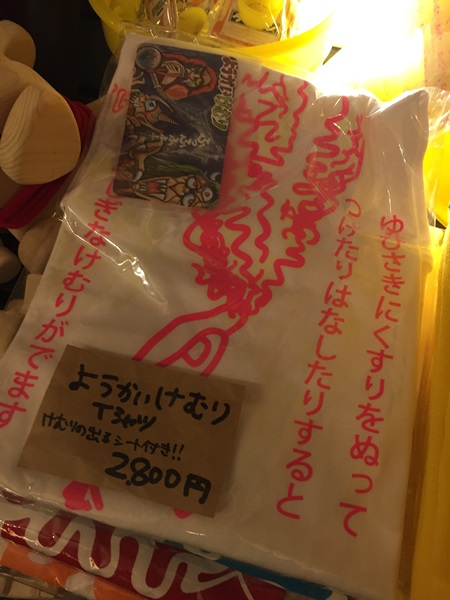 ゆびさきにくすりをぬって
つけたりはなしたりすると
しぎなけむりがでます
ようかいけむり
Tシャツ
けむりの出るシート付き!!
2,800円